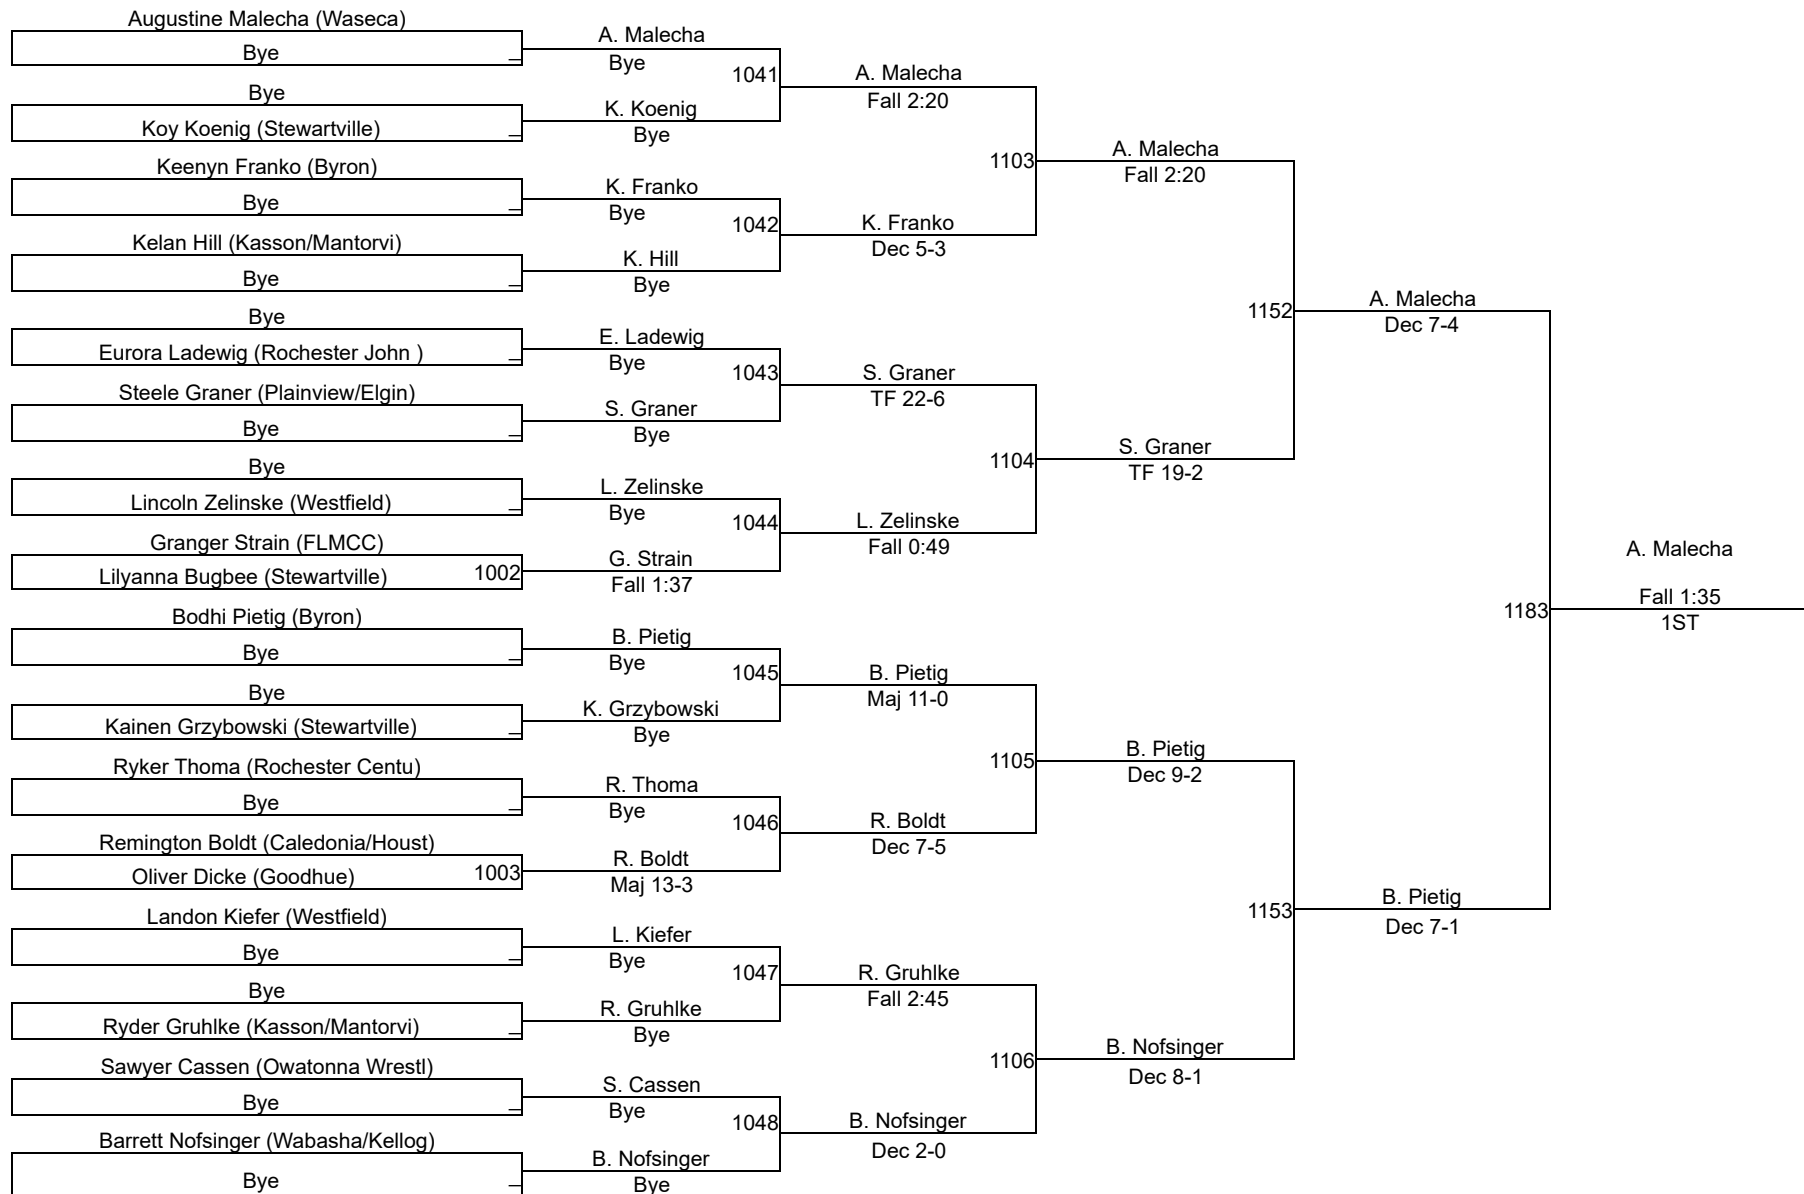 Augustine Malecha (Waseca)
Bye
_
Bye
Koy Koenig (Stewartville)
_
Keenyn Franko (Byron)
Bye
_
Kelan Hill (Kasson/Mantorvi)
Bye
_
Bye
Eurora Ladewig (Rochester John )
_
Steele Graner (Plainview/Elgin)
Bye
_
Bye
Lincoln Zelinske (Westfield)
_
Granger Strain (FLMCC)
Lilyanna Bugbee (Stewartville)
1002
Bodhi Pietig (Byron)
Bye
_
Bye
Kainen Grzybowski (Stewartville)
_
Ryker Thoma (Rochester Centu)
Bye
_
Remington Boldt (Caledonia/Houst)
Oliver Dicke (Goodhue)
1003
Landon Kiefer (Westfield)
Bye
_
Bye
Ryder Gruhlke (Kasson/Mantorvi)
_
Sawyer Cassen (Owatonna Wrestl)
Bye
_
Barrett Nofsinger (Wabasha/Kellog)
Bye
_
A. Malecha
Bye
1041
K. Koenig
Bye
K. Franko
Bye
1042
K. Hill
Bye
E. Ladewig
Bye
1043
S. Graner
Bye
L. Zelinske
Bye
1044
G. Strain
Fall 1:37
B. Pietig
Bye
1045
K. Grzybowski
Bye
R. Thoma
Bye
1046
R. Boldt
Maj 13-3
L. Kiefer
Bye
1047
R. Gruhlke
Bye
S. Cassen
Bye
1048
B. Nofsinger
Bye
A. Malecha
Fall 2:20
1103
K. Franko
Dec 5-3
S. Graner
TF 22-6
1104
L. Zelinske
Fall 0:49
B. Pietig
Maj 11-0
1105
R. Boldt
Dec 7-5
R. Gruhlke
Fall 2:45
1106
B. Nofsinger
Dec 2-0
A. Malecha
Fall 2:20
1152
S. Graner
TF 19-2
B. Pietig
Dec 9-2
1153
B. Nofsinger
Dec 8-1
A. Malecha
Dec 7-4
1183
B. Pietig
Dec 7-1
A. Malecha
Fall 1:35
1ST